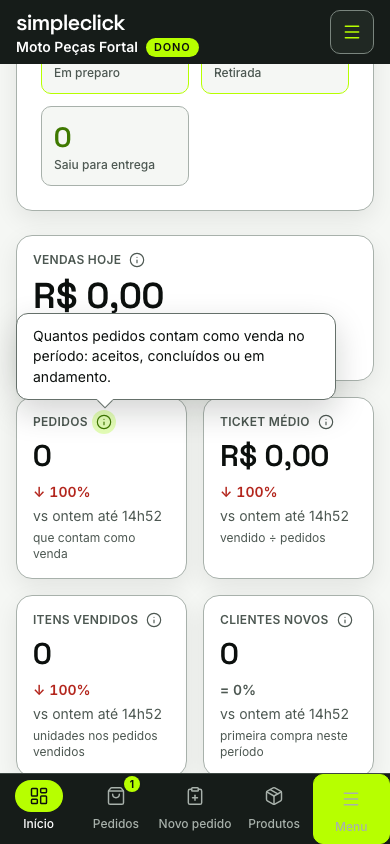 simpleclick
Moto Peças Fortal DONO
Em preparo
Retirada
0
Saiu para entrega
VENDAS HOJE
R$ 0,00
Quantos pedidos contam como venda no
período: aceitos, concluídos ou em
andamento.
PEDIDOS
0
↓ 100%
vs ontem até 14h52
que contam como
venda
TICKET MÉDIO
R$ 0,00
↓ 100%
vs ontem até 14h52
vendido ÷ pedidos
ITENS VENDIDOS
0
↓ 100%
vs ontem até 14h52
unidades nos pedidos
vendidos
CLIENTES NOVOS
0
= 0%
vs ontem até 14h52
primeira compra neste
período
Início
1
Pedidos
Novo pedido
Produtos
Menu